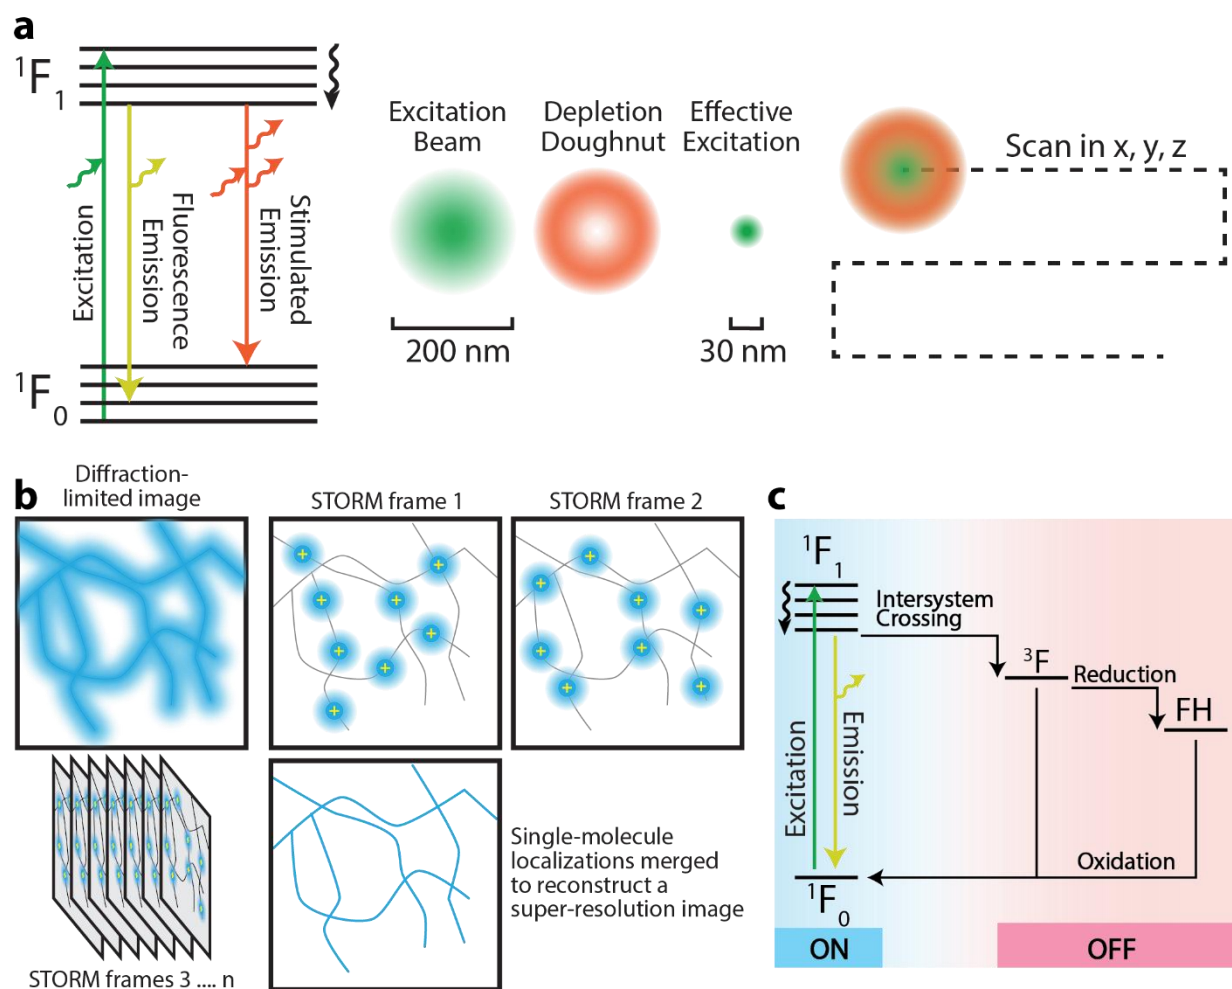 a
¹F₁
Excitation
Fluorescence
Emission
Stimulated
Emission
¹F₀
Excitation
Beam
Depletion
Doughnut
Effective
Excitation
200 nm
30 nm
Scan in x, y, z
b
Diffraction-
limited image
STORM frame 1
STORM frame 2
STORM frames 3 .... n
Single-molecule
localizations merged
to reconstruct a
super-resolution image
c
¹F₁
Intersystem
Crossing
³F
Reduction
FH
Excitation
Emission
Oxidation
¹F₀
ON
OFF